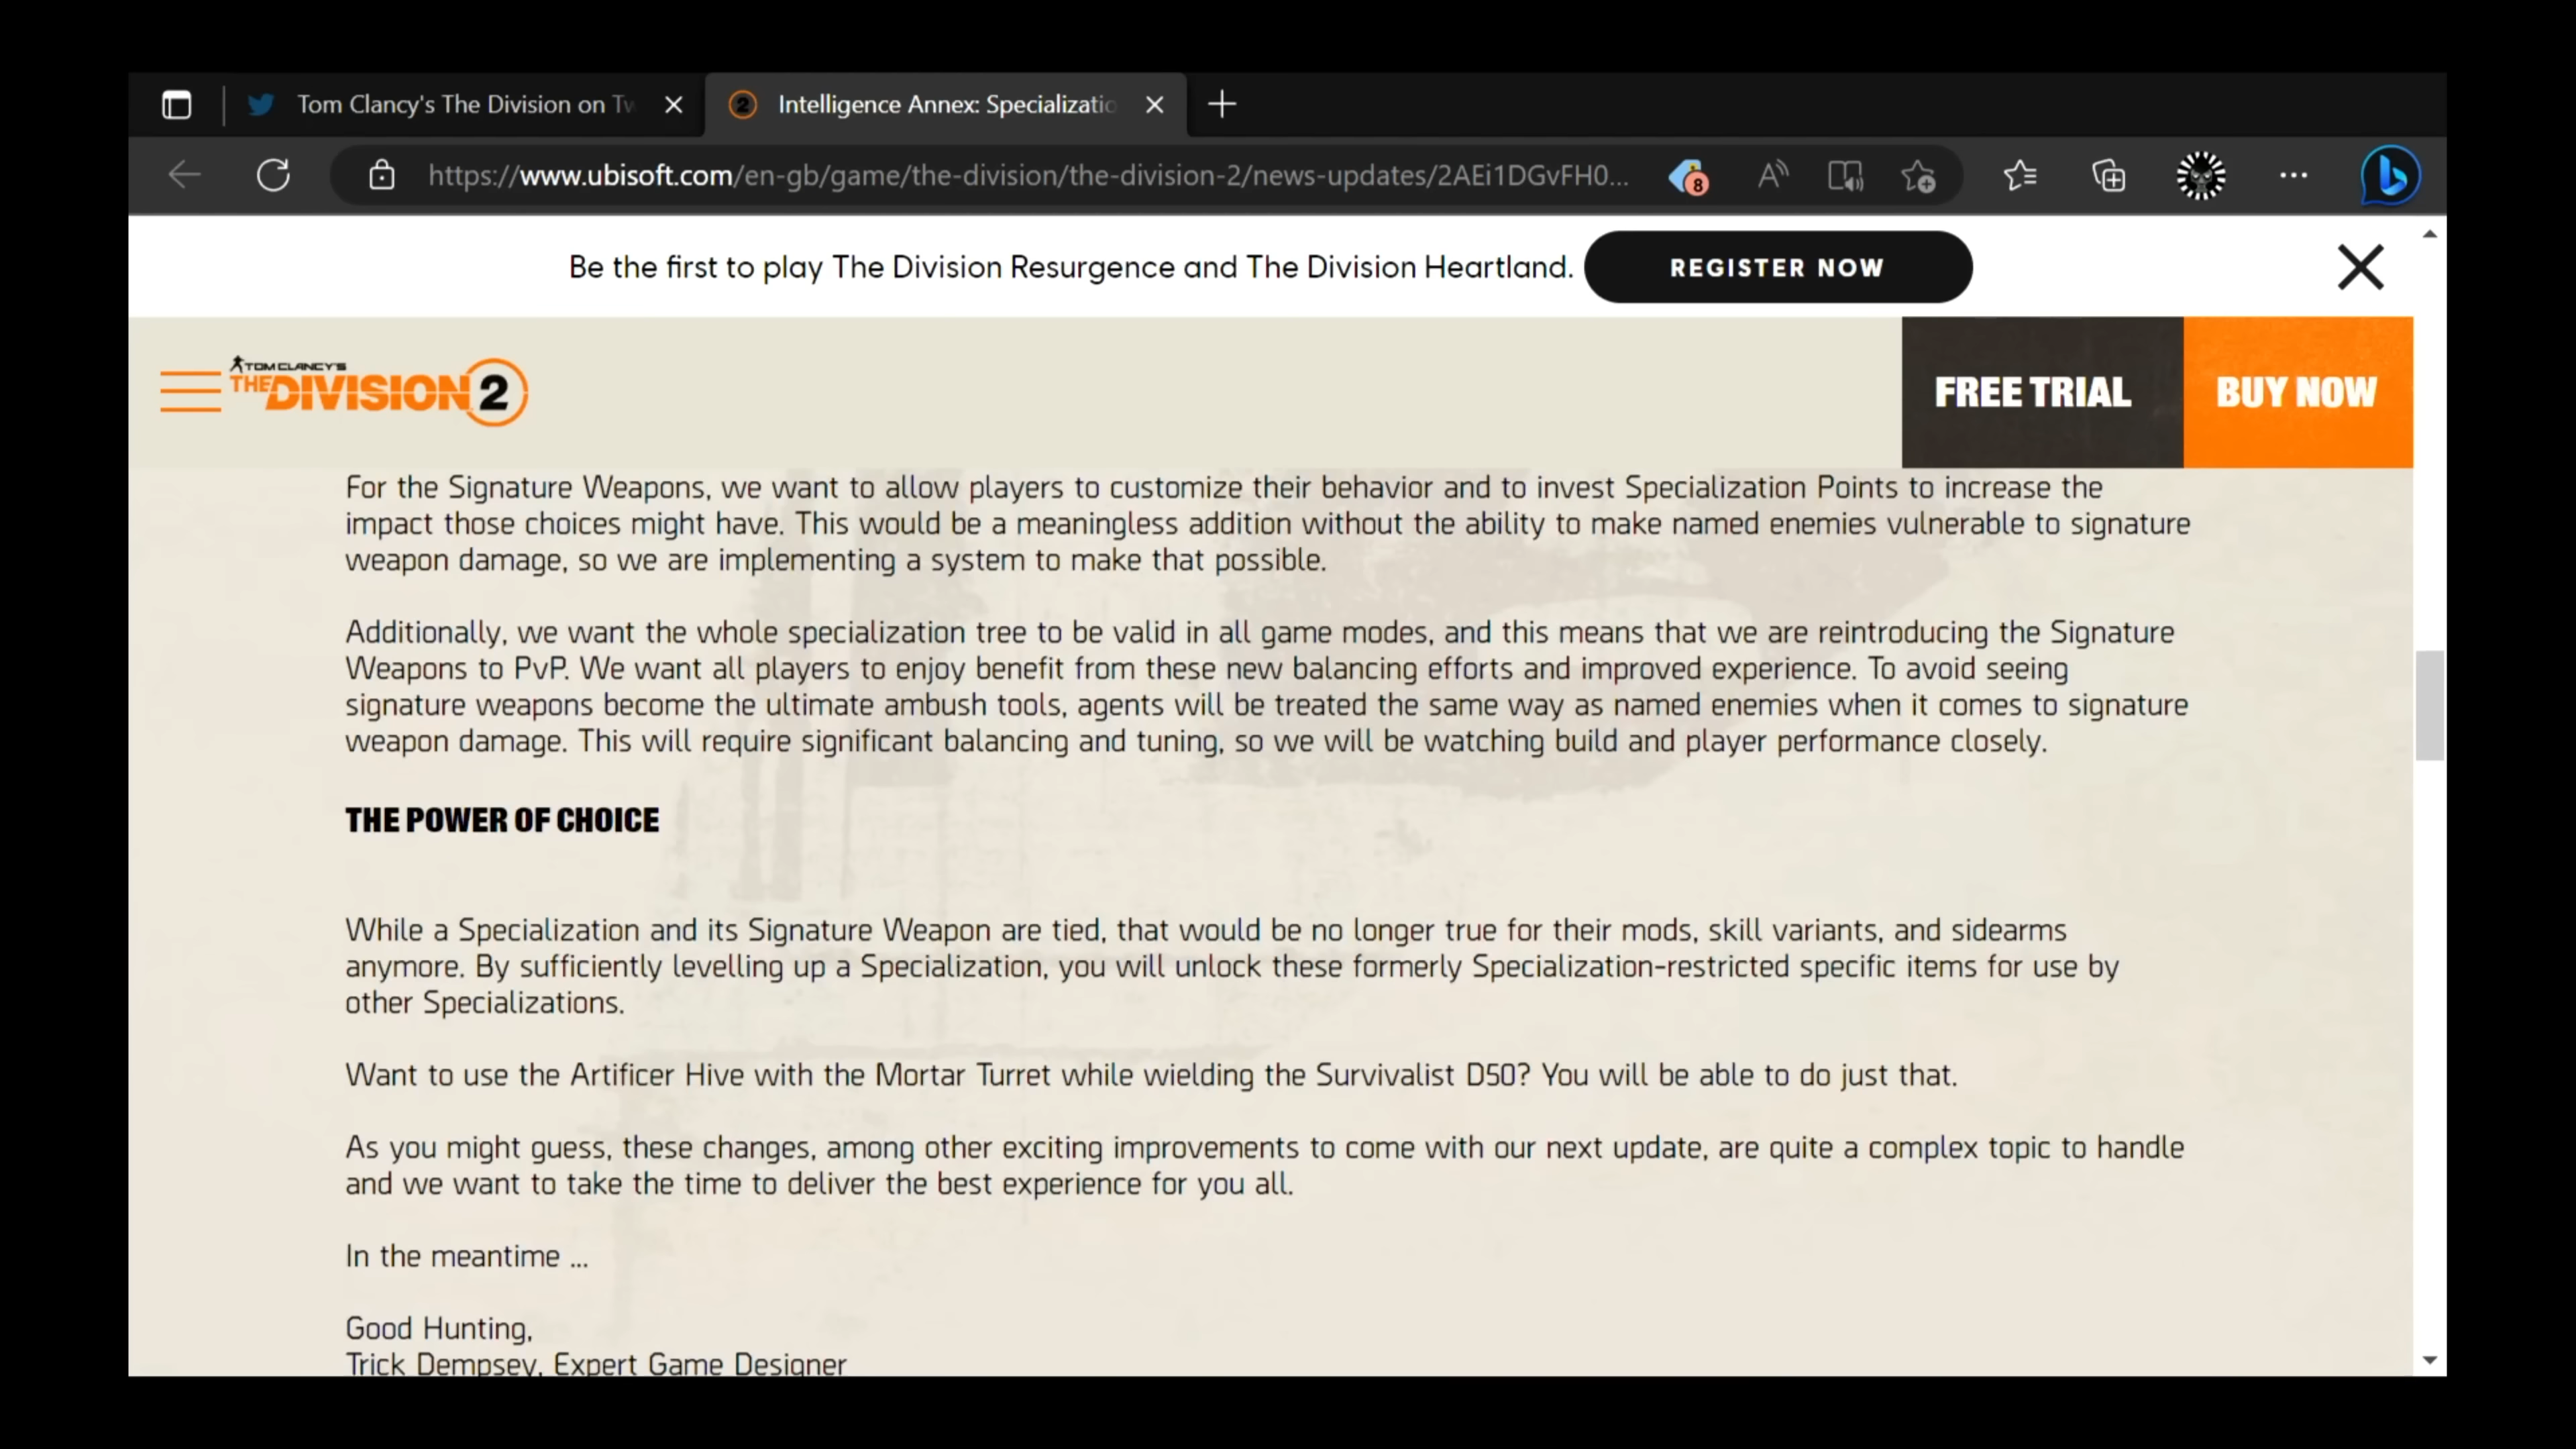 Tom Clancy's The Division on Tw
Intelligence Annex: Specializatio
https://www.ubisoft.com/en-gb/game/the-division/the-division-2/news-updates/2AEi1DGvFH0...
8
Be the first to play The Division Resurgence and The Division Heartland.
REGISTER NOW
TOM CLANCY'S
THE DIVISION 2
FREE TRIAL
BUY NOW
For the Signature Weapons, we want to allow players to customize their behavior and to invest Specialization Points to increase the
impact those choices might have. This would be a meaningless addition without the ability to make named enemies vulnerable to signature
weapon damage, so we are implementing a system to make that possible.
Additionally, we want the whole specialization tree to be valid in all game modes, and this means that we are reintroducing the Signature
Weapons to PvP. We want all players to enjoy benefit from these new balancing efforts and improved experience. To avoid seeing
signature weapons become the ultimate ambush tools, agents will be treated the same way as named enemies when it comes to signature
weapon damage. This will require significant balancing and tuning, so we will be watching build and player performance closely.
THE POWER OF CHOICE
While a Specialization and its Signature Weapon are tied, that would be no longer true for their mods, skill variants, and sidearms
anymore. By sufficiently levelling up a Specialization, you will unlock these formerly Specialization-restricted specific items for use by
other Specializations.
Want to use the Artificer Hive with the Mortar Turret while wielding the Survivalist D50? You will be able to do just that.
As you might guess, these changes, among other exciting improvements to come with our next update, are quite a complex topic to handle
and we want to take the time to deliver the best experience for you all.
In the meantime ...
Good Hunting,
Trick Dempsey, Expert Game Designer